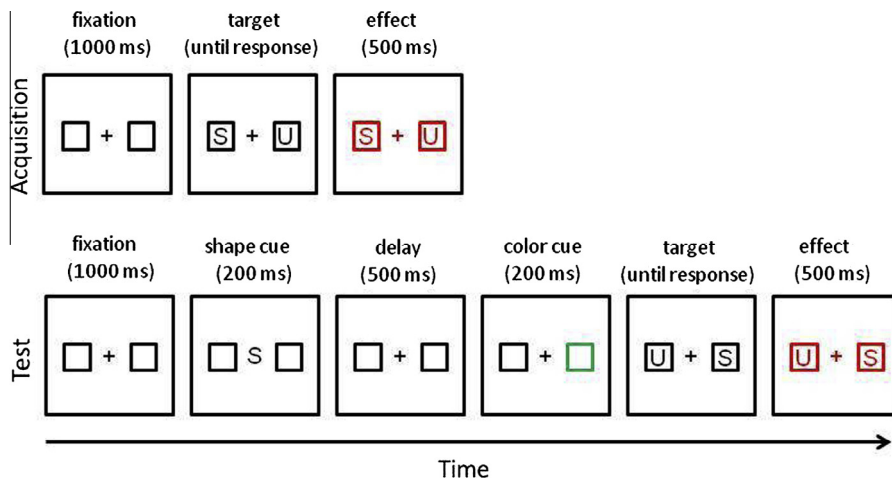 fixation target effect
(1000 ms) (until response) (500 ms)
Acquisition
+ S + U S + U
fixation shape cue delay color cue target effect
(1000 ms) (200 ms) (500 ms) (200 ms) (until response) (500 ms)
Test
+ S + + U + S U + S
Time